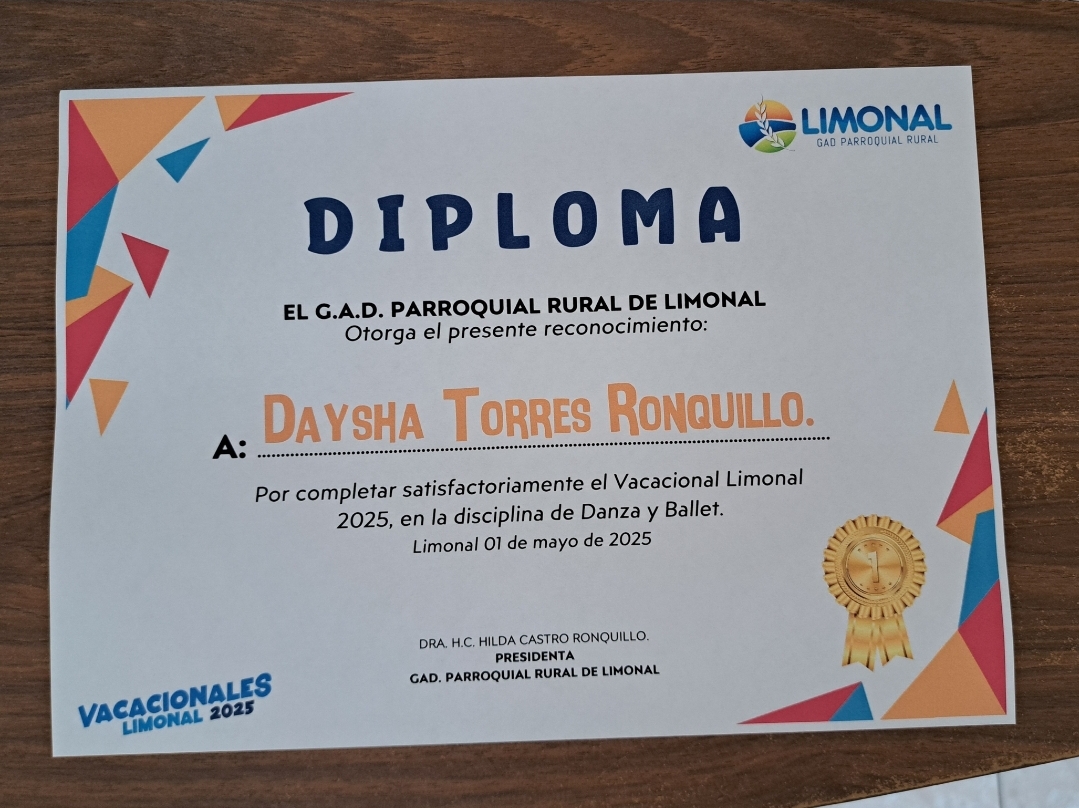 LIMONAL
GAD PARROQUIAL RURAL
DIPLOMA
EL G.A.D. PARROQUIAL RURAL DE LIMONAL
Otorga el presente reconocimiento:
A: DAYSHA TORRES RONQUILLO.
Por completar satisfactoriamente el Vacacional Limonal
2025, en la disciplina de Danza y Ballet.
Limonal 01 de mayo de 2025
1
DRA. H.C. HILDA CASTRO RONQUILLO.
PRESIDENTA
GAD. PARROQUIAL RURAL DE LIMONAL
VACACIONALES
LIMONAL 2025